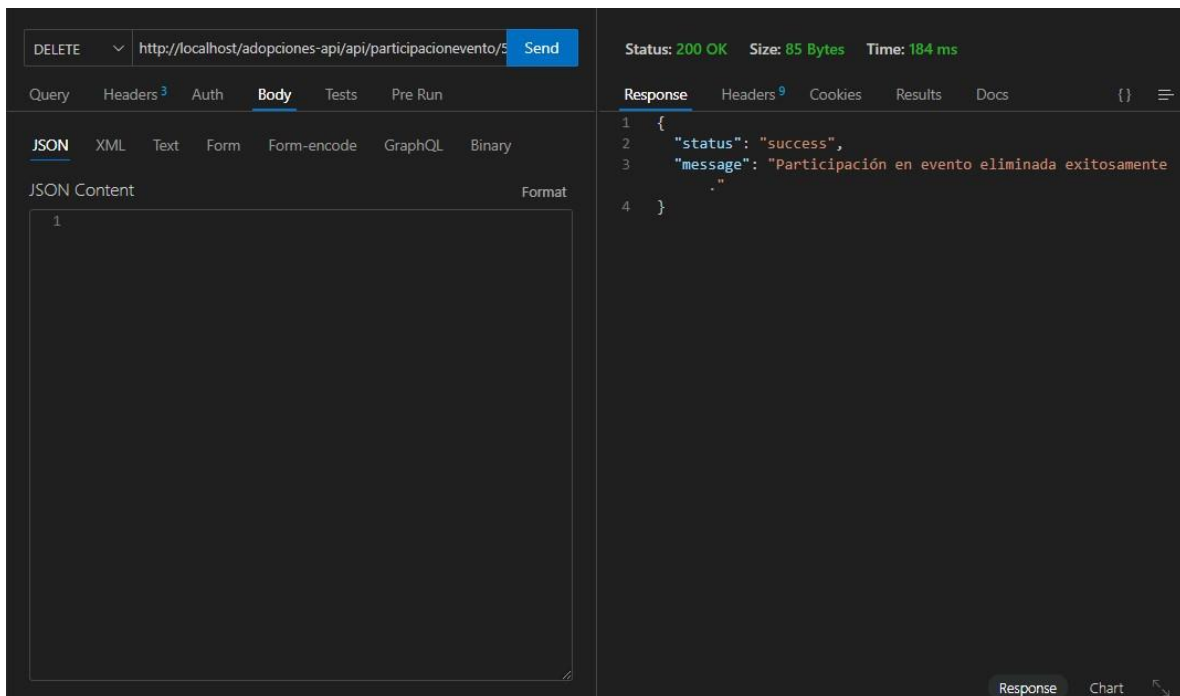 DELETE http://localhost/adopciones-api/api/participacionevento/5 Send
Query Headers 3 Auth Body Tests Pre Run
JSON XML Text Form Form-encode GraphQL Binary
JSON Content Format
1
Status: 200 OK Size: 85 Bytes Time: 184 ms
Response Headers 9 Cookies Results Docs { }
1 {
2 "status": "success",
3 "message": "Participación en evento eliminada exitosamente
."
4 }
Response Chart